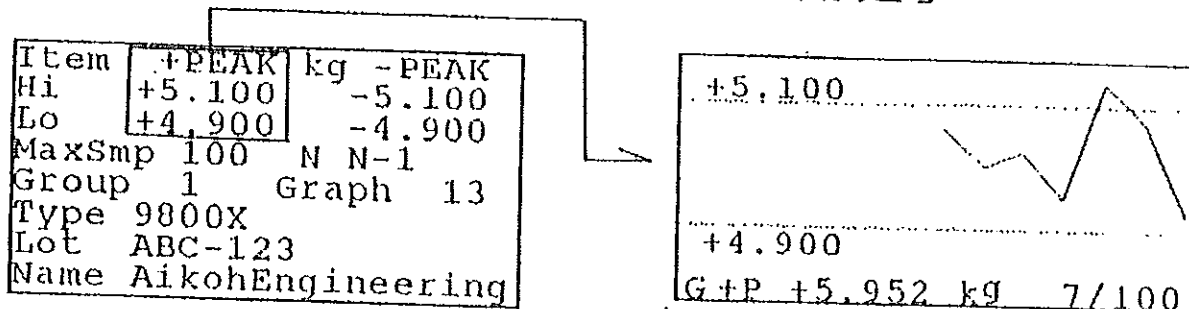 Item +PEAK kg -PEAK
Hi +5.100 -5.100
Lo +4.900 -4.900
MaxSmp 100 N N-1
Group 1 Graph 13
Type 9800X
Lot ABC-123
Name AikohEngineering
+5.100
+4.900
G+P +5.952 kg 7/100